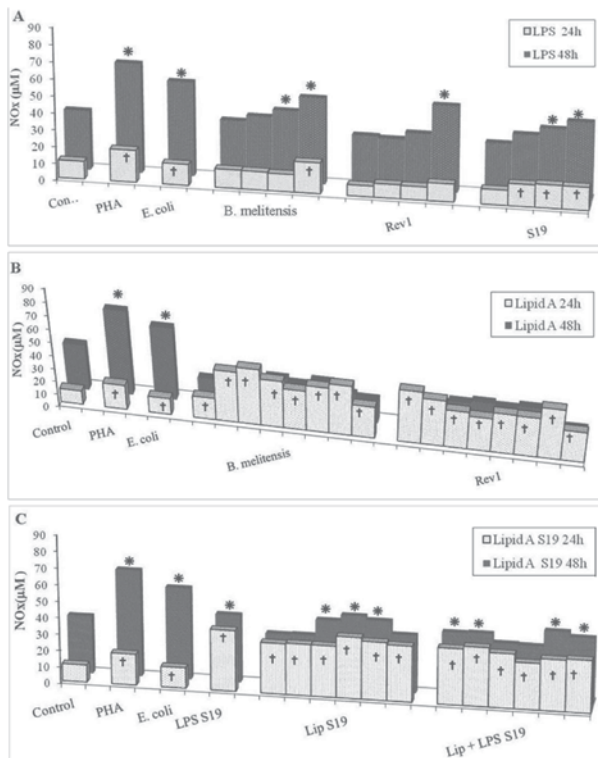 A
LPS 24h
LPS 48h
NOx (µM)
90
80
70
60
50
40
30
20
10
0
* * * * * * *
† † † † † †
Con..
PHA
E. coli
B. melitensis
Rev1
S19
B
Lipid A 24h
Lipid A 48h
NOx(µM)
90
80
70
60
50
40
30
20
10
0
* *
† † † † † † † † † † † † † † † † † †
Control
PHA
E. coli
B. melitensis
Rev1
C
Lipid A S19 24h
Lipid A S19 48h
NOx(µM)
90
80
70
60
50
40
30
20
10
0
* * * * * * * * * *
† † † † † † † † † † † † † † †
Control
PHA
E. coli
LPS S19
Lip S19
Lip + LPS S19